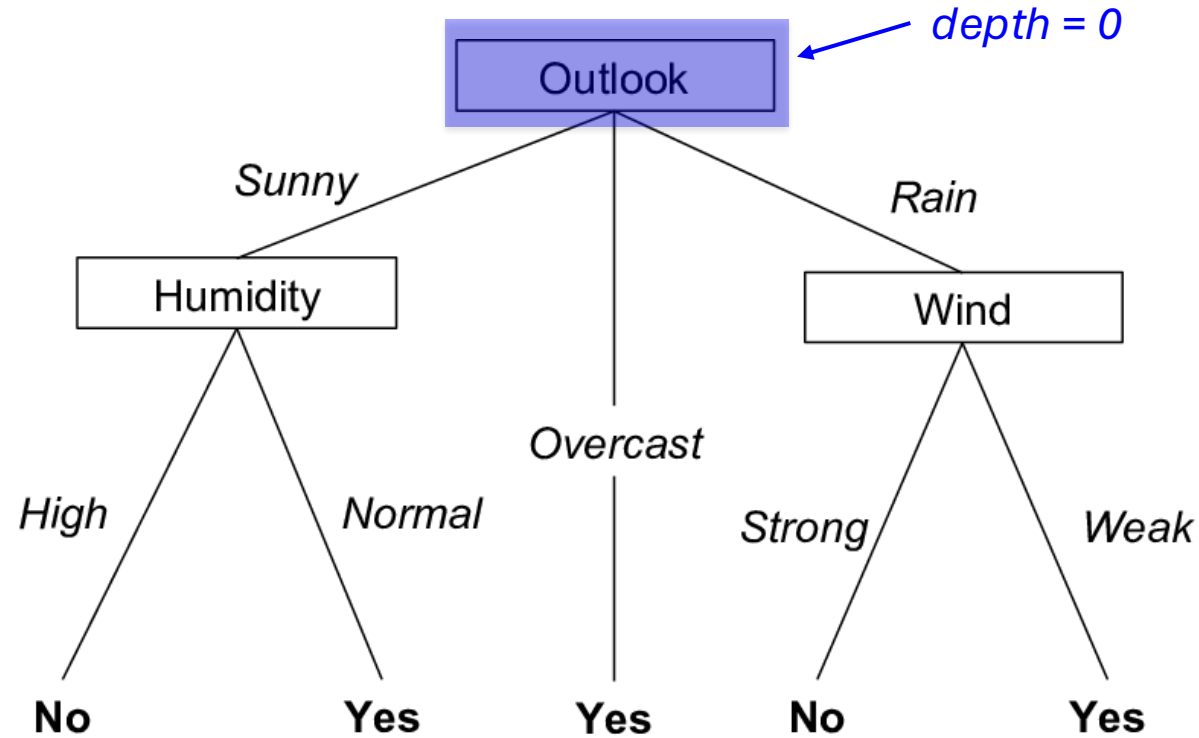 depth = 0
Outlook
Sunny
Rain
Humidity
Wind
Overcast
High
Normal
Strong
Weak
No
Yes
Yes
No
Yes